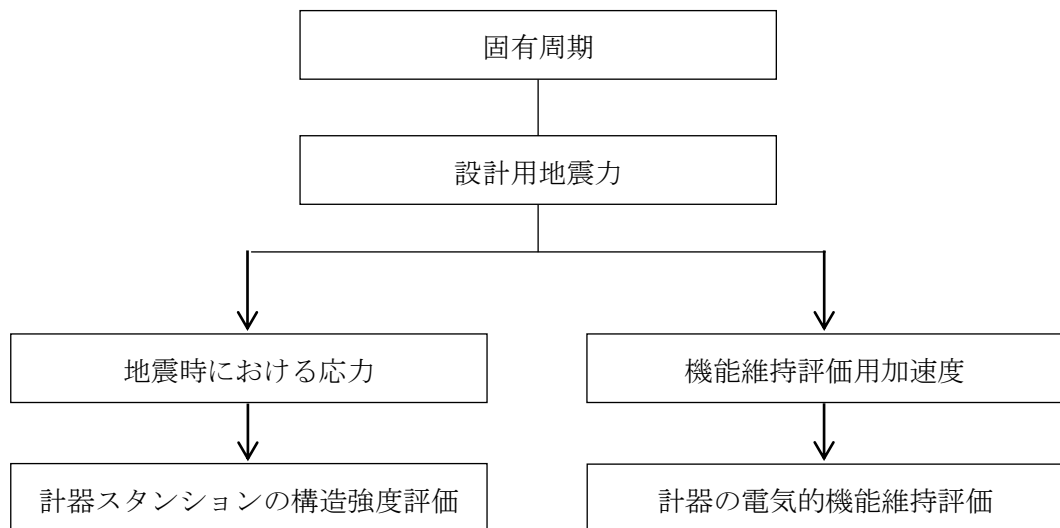 固有周期
設計用地震力
地震時における応力
機能維持評価用加速度
計器スタンションの構造強度評価
計器の電気的機能維持評価